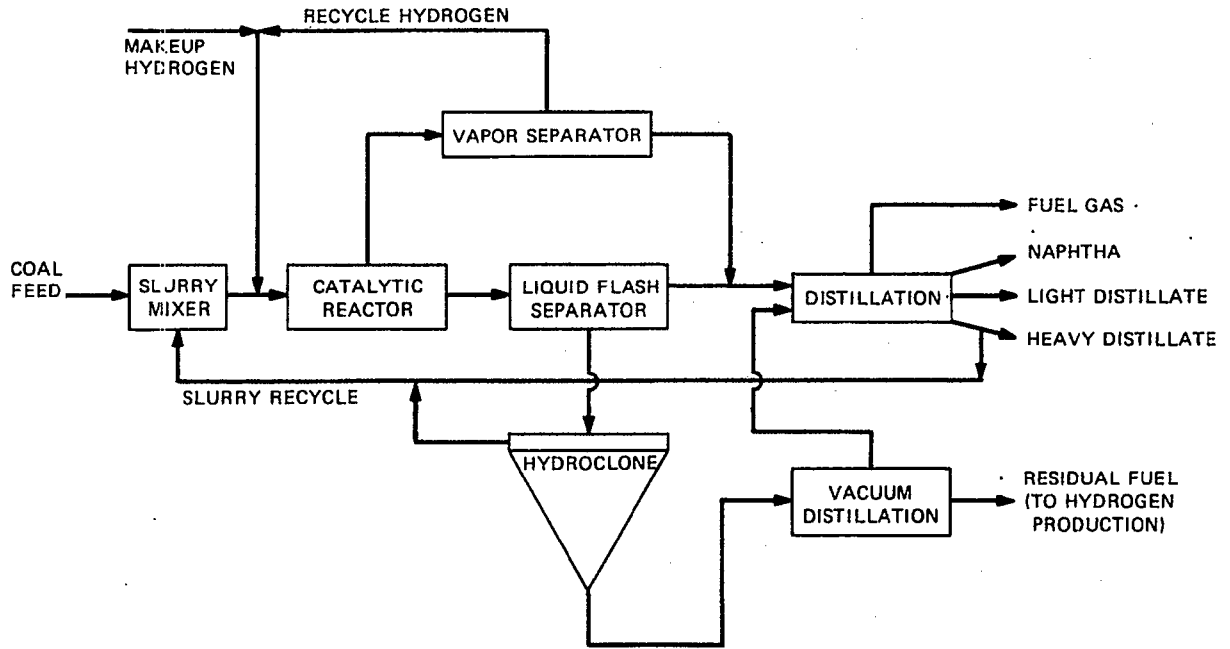 RECYCLE HYDROGEN
MAKEUP
HYDROGEN
VAPOR SEPARATOR
FUEL GAS
NAPHTHA
COAL
FEED
SLURRY
MIXER
CATALYTIC
REACTOR
LIQUID FLASH
SEPARATOR
DISTILLATION
LIGHT DISTILLATE
HEAVY DISTILLATE
SLURRY RECYCLE
HYDROCLONE
VACUUM
DISTILLATION
RESIDUAL FUEL
(TO HYDROGEN
PRODUCTION)